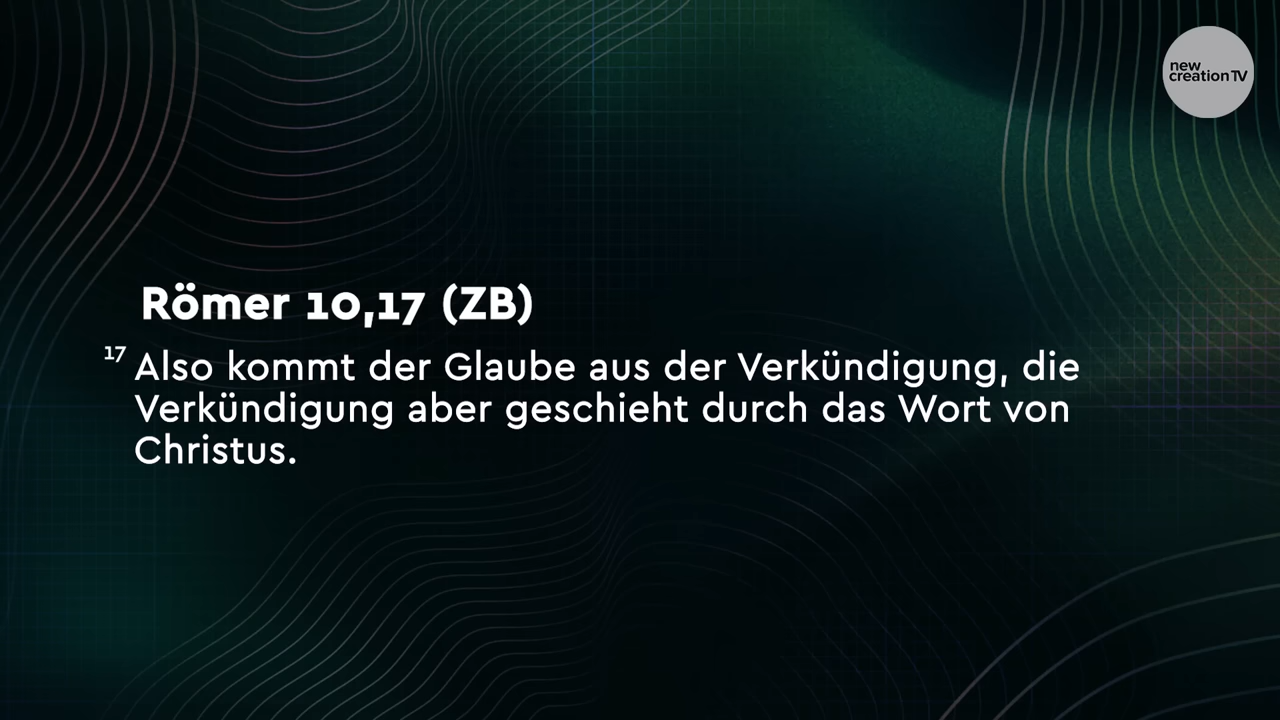 new
creation TV
Römer 10,17 (ZB)
17 Also kommt der Glaube aus der Verkündigung, die
Verkündigung aber geschieht durch das Wort von
Christus.